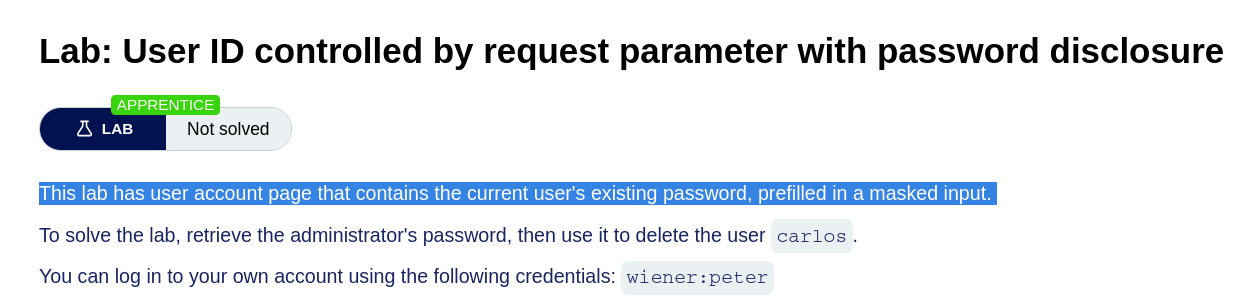 Lab: User ID controlled by request parameter with password disclosure
APPRENTICE
LAB Not solved
This lab has user account page that contains the current user's existing password, prefilled in a masked input.
To solve the lab, retrieve the administrator's password, then use it to delete the user carlos.
You can log in to your own account using the following credentials: wiener:peter